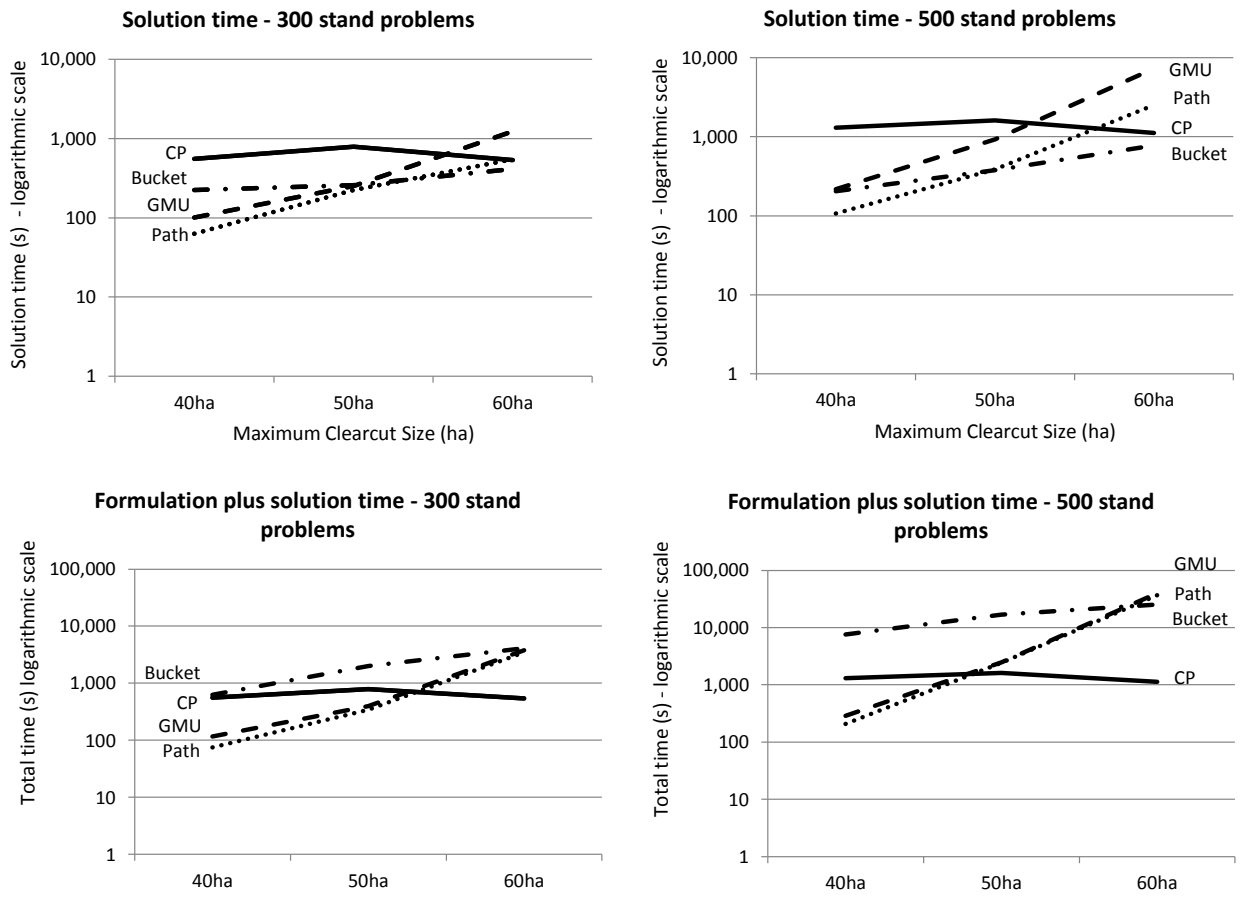 Solution time - 300 stand problems
Solution time (s)  - logarithmic scale
10,000
1,000
100
10
1
CP
Bucket
GMU
Path
40ha
50ha
60ha
Maximum Clearcut Size (ha)
Solution time - 500 stand problems
Solution time (s) - logarithmic scale
10,000
1,000
100
10
1
GMU
Path
CP
Bucket
40ha
50ha
60ha
Maximum Clearcut Size (ha)
Formulation plus solution time - 300 stand
problems
Total time (s) logarithmic scale
100,000
10,000
1,000
100
10
1
Bucket
CP
GMU
Path
40ha
50ha
60ha
Formulation plus solution time - 500 stand
problems
Total time (s) - logarithmic scale
100,000
10,000
1,000
100
10
1
GMU
Path
Bucket
CP
40ha
50ha
60ha